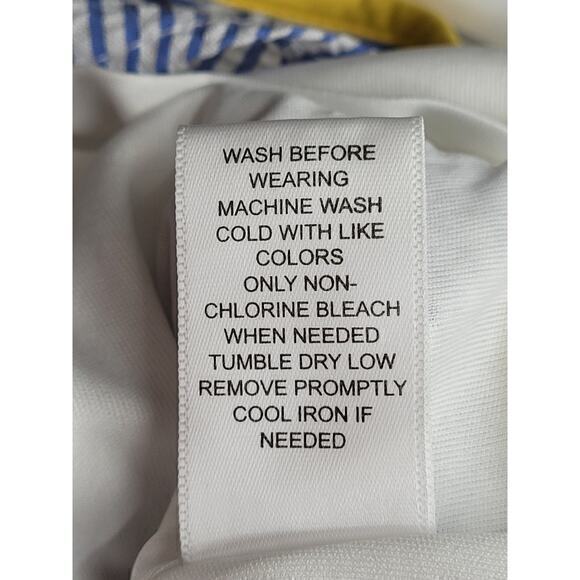 WASH BEFORE
WEARING
MACHINE WASH
COLD WITH LIKE
COLORS
ONLY NON-
CHLORINE BLEACH
WHEN NEEDED
TUMBLE DRY LOW
REMOVE PROMPTLY
COOL IRON IF
NEEDED